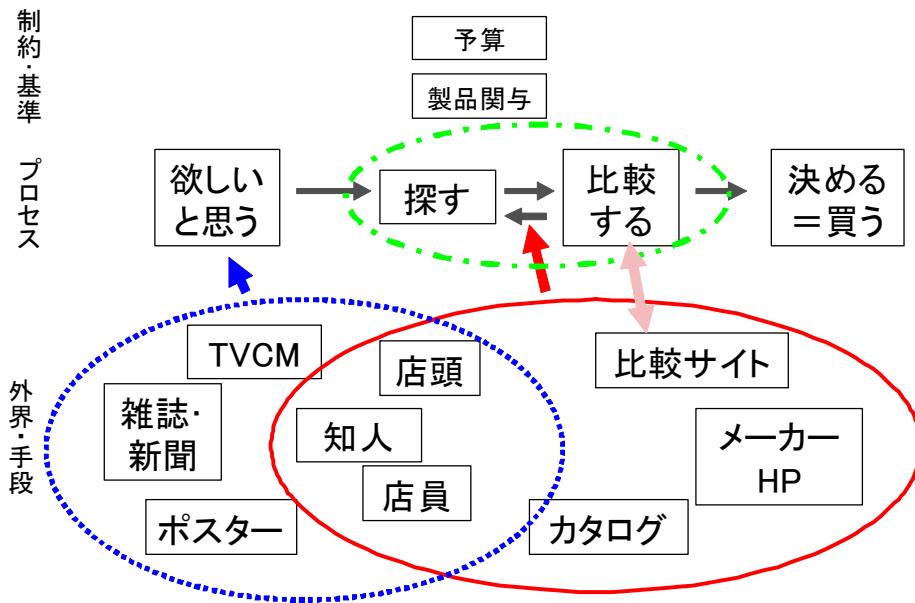 制約・基準
予算
製品関与
プロセス
欲しい
と思う
探す
比較
する
決める
＝買う
外界・手段
TVCM
店頭
比較サイト
雑誌・
新聞
知人
メーカー
HP
店員
ポスター
カタログ